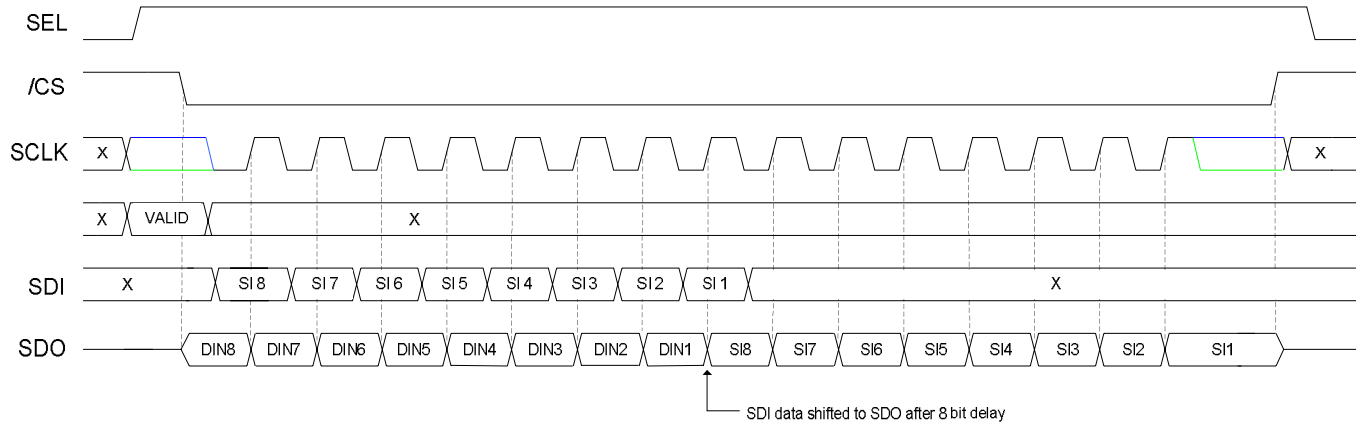 SEL
/CS
SCLK X X
X VALID X
SDI X SI 8 SI 7 SI 6 SI 5 SI 4 SI 3 SI 2 SI 1 X
SDO DIN8 DIN7 DIN6 DIN5 DIN4 DIN3 DIN2 DIN1 SI8 SI7 SI6 SI5 SI4 SI3 SI2 SI1
SDI data shifted to SDO after 8 bit delay